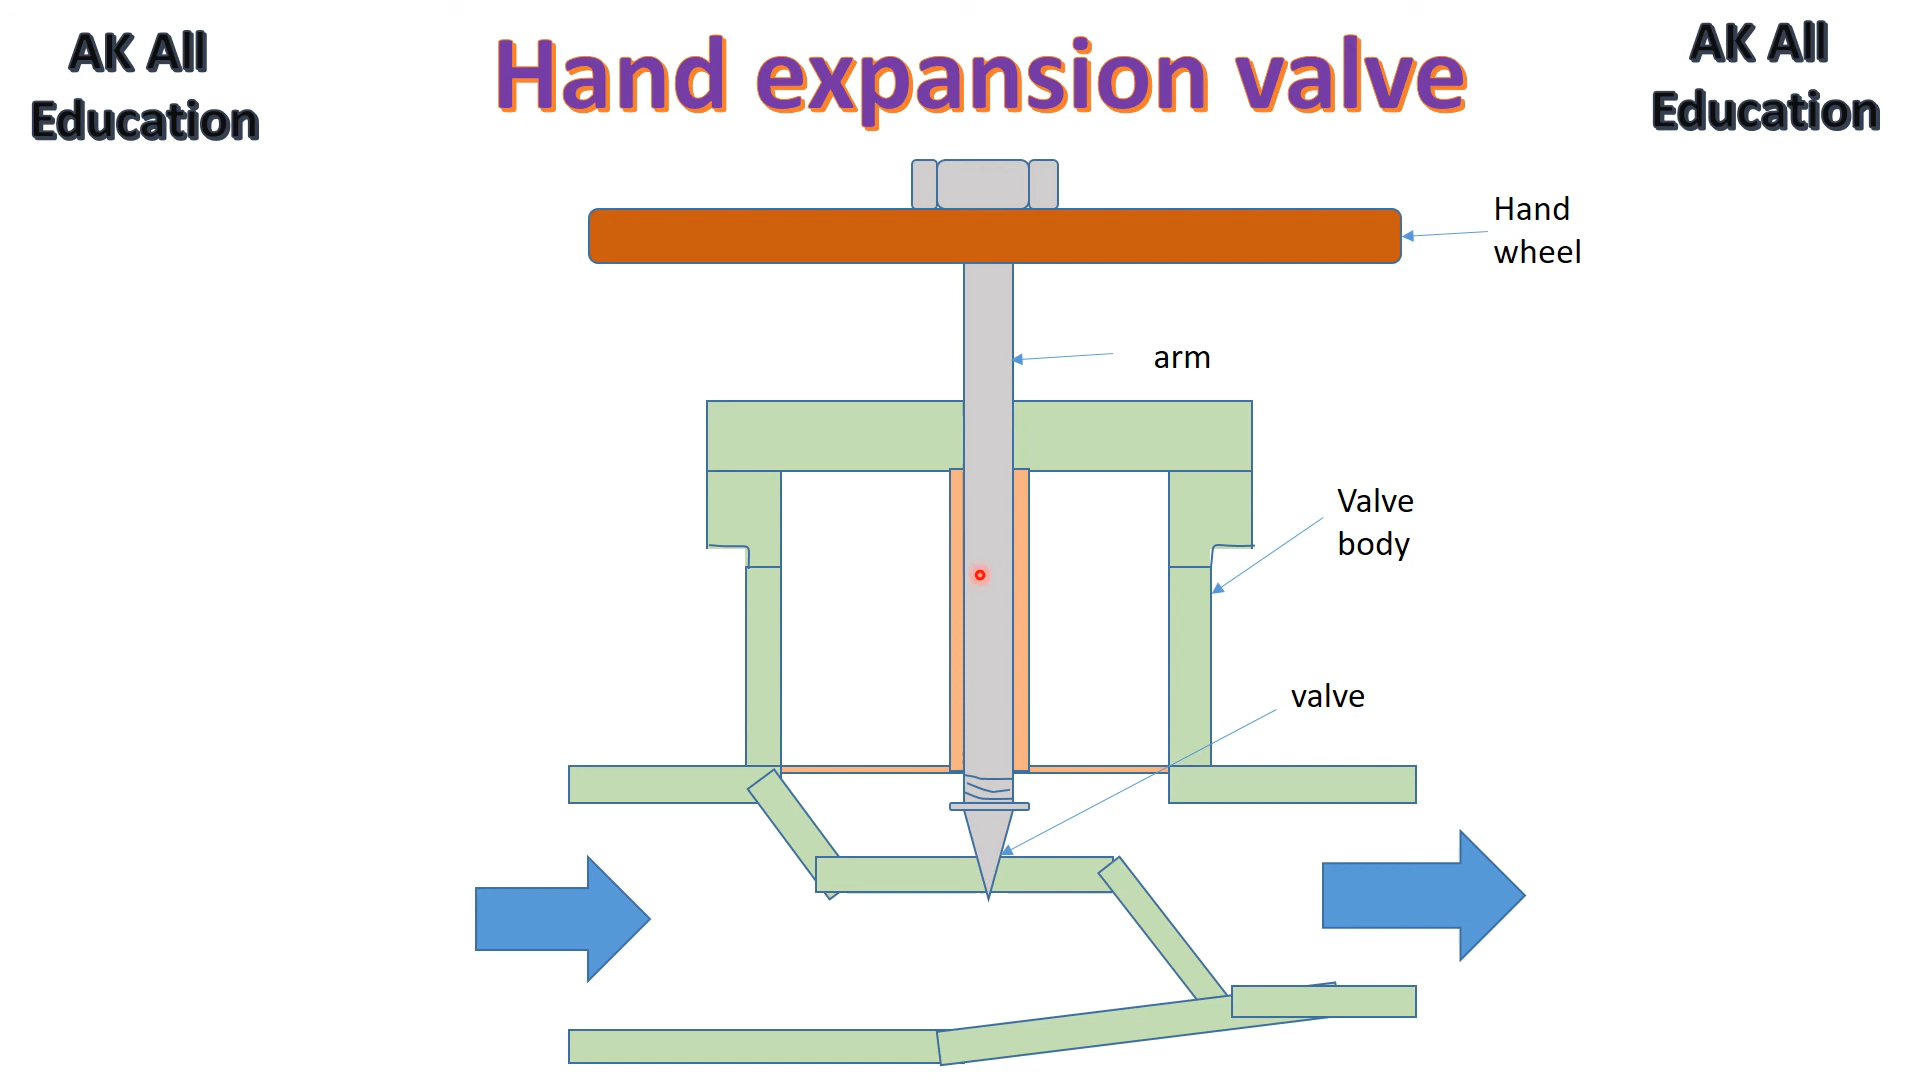 AK All
Education
Hand expansion valve
AK All
Education
Hand
wheel
arm
Valve
body
valve